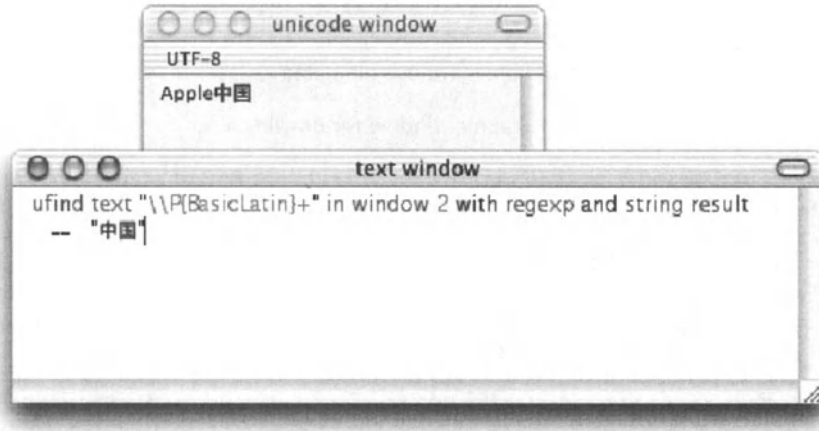 unicode window
UTF-8
Apple中国
text window
ufind text "\\P{BasicLatin}+" in window 2 with regexp and string result
-- "中国"